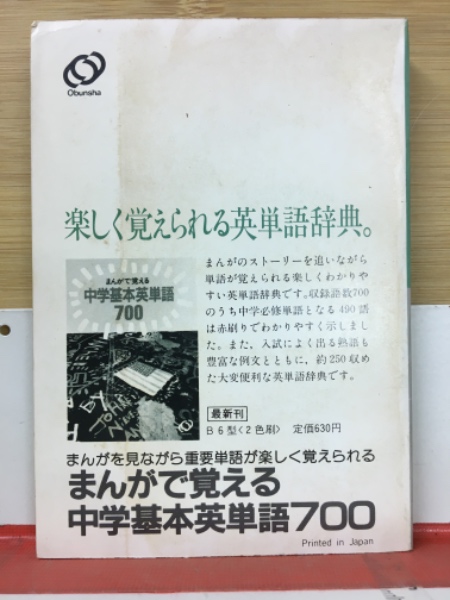 Obunsha
楽しく覚えられる英単語辞典。
まんがで覚える
中学基本英単語
700
まんがのストーリーを追いながら
単語が覚えられる楽しくわかりや
すい英単語辞典です。収録語数700
のうち中学必修単語となる490語
は赤刷りでわかりやすく示しまし
た。また、入試によく出る熟語も
豊富な例文とともに、約250収め
た大変便利な英単語辞典です。
最新刊
B6型〈2色刷〉 定価630円
まんがを見ながら重要単語が楽しく覚えられる
まんがで覚える
中学基本英単語700
Printed in Japan